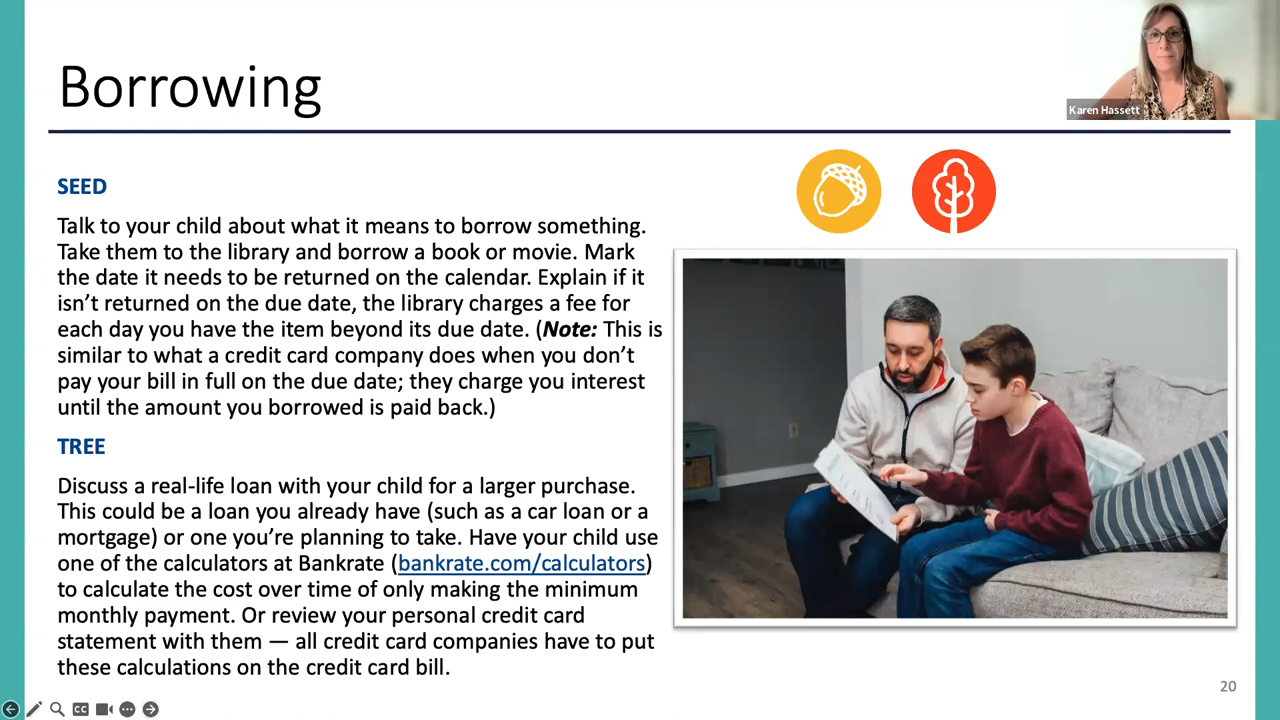 Borrowing
Karen Hassett
SEED
Talk to your child about what it means to borrow something.
Take them to the library and borrow a book or movie. Mark
the date it needs to be returned on the calendar. Explain if it
isn’t returned on the due date, the library charges a fee for
each day you have the item beyond its due date. (Note: This is
similar to what a credit card company does when you don’t
pay your bill in full on the due date; they charge you interest
until the amount you borrowed is paid back.)
TREE
Discuss a real-life loan with your child for a larger purchase.
This could be a loan you already have (such as a car loan or a
mortgage) or one you’re planning to take. Have your child use
one of the calculators at Bankrate (bankrate.com/calculators)
to calculate the cost over time of only making the minimum
monthly payment. Or review your personal credit card
statement with them — all credit card companies have to put
these calculations on the credit card bill.
20
CC